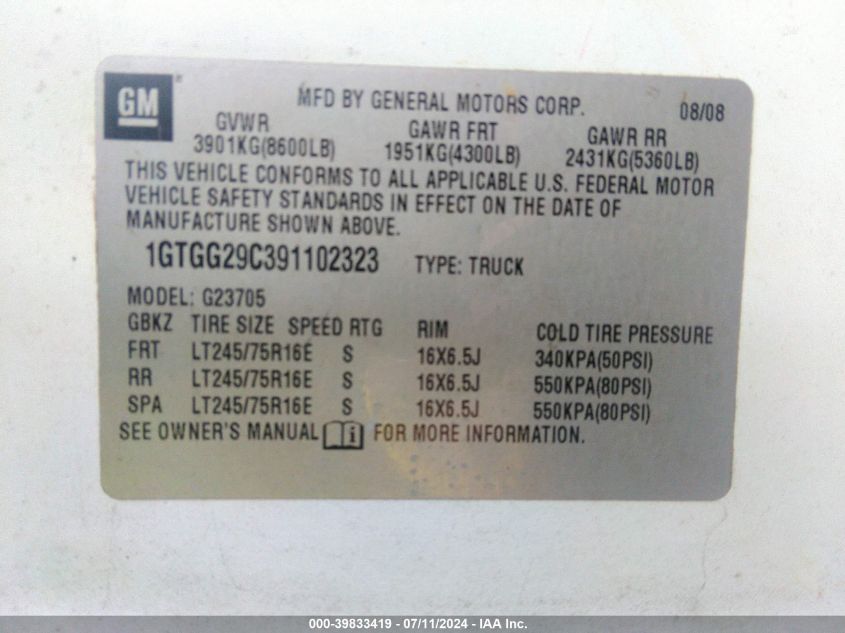 GM ®
MFD BY GENERAL MOTORS CORP. 08/08
GVWR GAWR FRT GAWR RR
3901KG(8600LB) 1951KG(4300LB) 2431KG(5360LB)
THIS VEHICLE CONFORMS TO ALL APPLICABLE U.S. FEDERAL MOTOR
VEHICLE SAFETY STANDARDS IN EFFECT ON THE DATE OF
MANUFACTURE SHOWN ABOVE.
1GTGG29C391102323 TYPE: TRUCK
MODEL: G23705
GBKZ TIRE SIZE SPEED RTG RIM COLD TIRE PRESSURE
FRT LT245/75R16E S 16X6.5J 340KPA(50PSI)
RR LT245/75R16E S 16X6.5J 550KPA(80PSI)
SPA LT245/75R16E S 16X6.5J 550KPA(80PSI)
SEE OWNER'S MANUAL i FOR MORE INFORMATION.
000-39833419 - 07/11/2024 - IAA Inc.